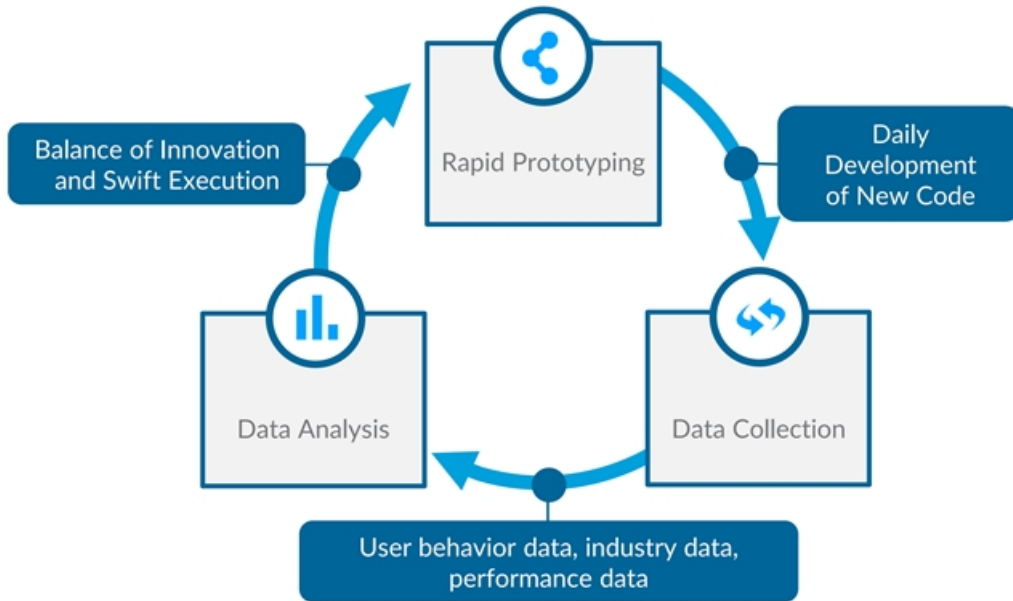 Rapid Prototyping
Balance of Innovation
and Swift Execution
Daily
Development
of New Code
Data Analysis
Data Collection
User behavior data, industry data,
performance data